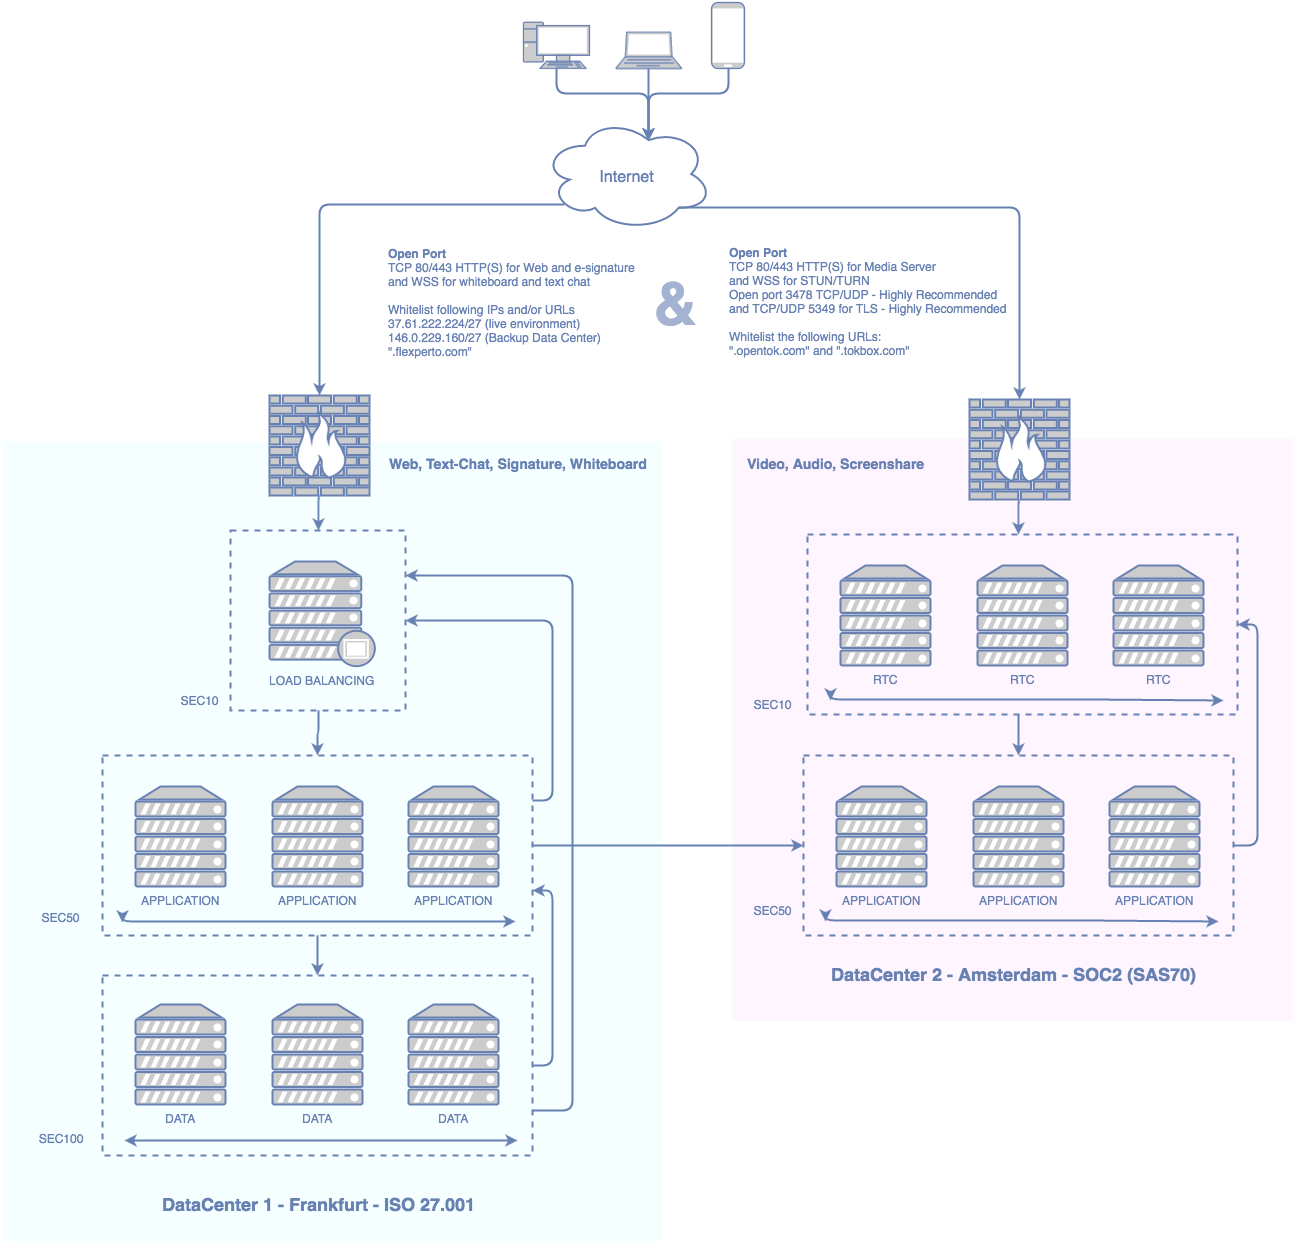 Internet
Open Port
TCP 80/443 HTTP(S) for Web and e-signature
and WSS for whiteboard and text chat
Whitelist following IPs and/or URLs
37.61.222.224/27 (live environment)
146.0.229.160/27 (Backup Data Center)
".flexperto.com"
&
Open Port
TCP 80/443 HTTP(S) for Media Server
and WSS for STUN/TURN
Open port 3478 TCP/UDP - Highly Recommended
and TCP/UDP 5349 for TLS - Highly Recommended
Whitelist the following URLs:
".opentok.com" and ".tokbox.com"
Web, Text-Chat, Signature, Whiteboard
LOAD BALANCING
SEC10
APPLICATION APPLICATION APPLICATION
SEC50
DATA DATA DATA
SEC100
DataCenter 1 - Frankfurt - ISO 27.001
Video, Audio, Screenshare
RTC RTC RTC
SEC10
APPLICATION APPLICATION APPLICATION
SEC50
DataCenter 2 - Amsterdam - SOC2 (SAS70)